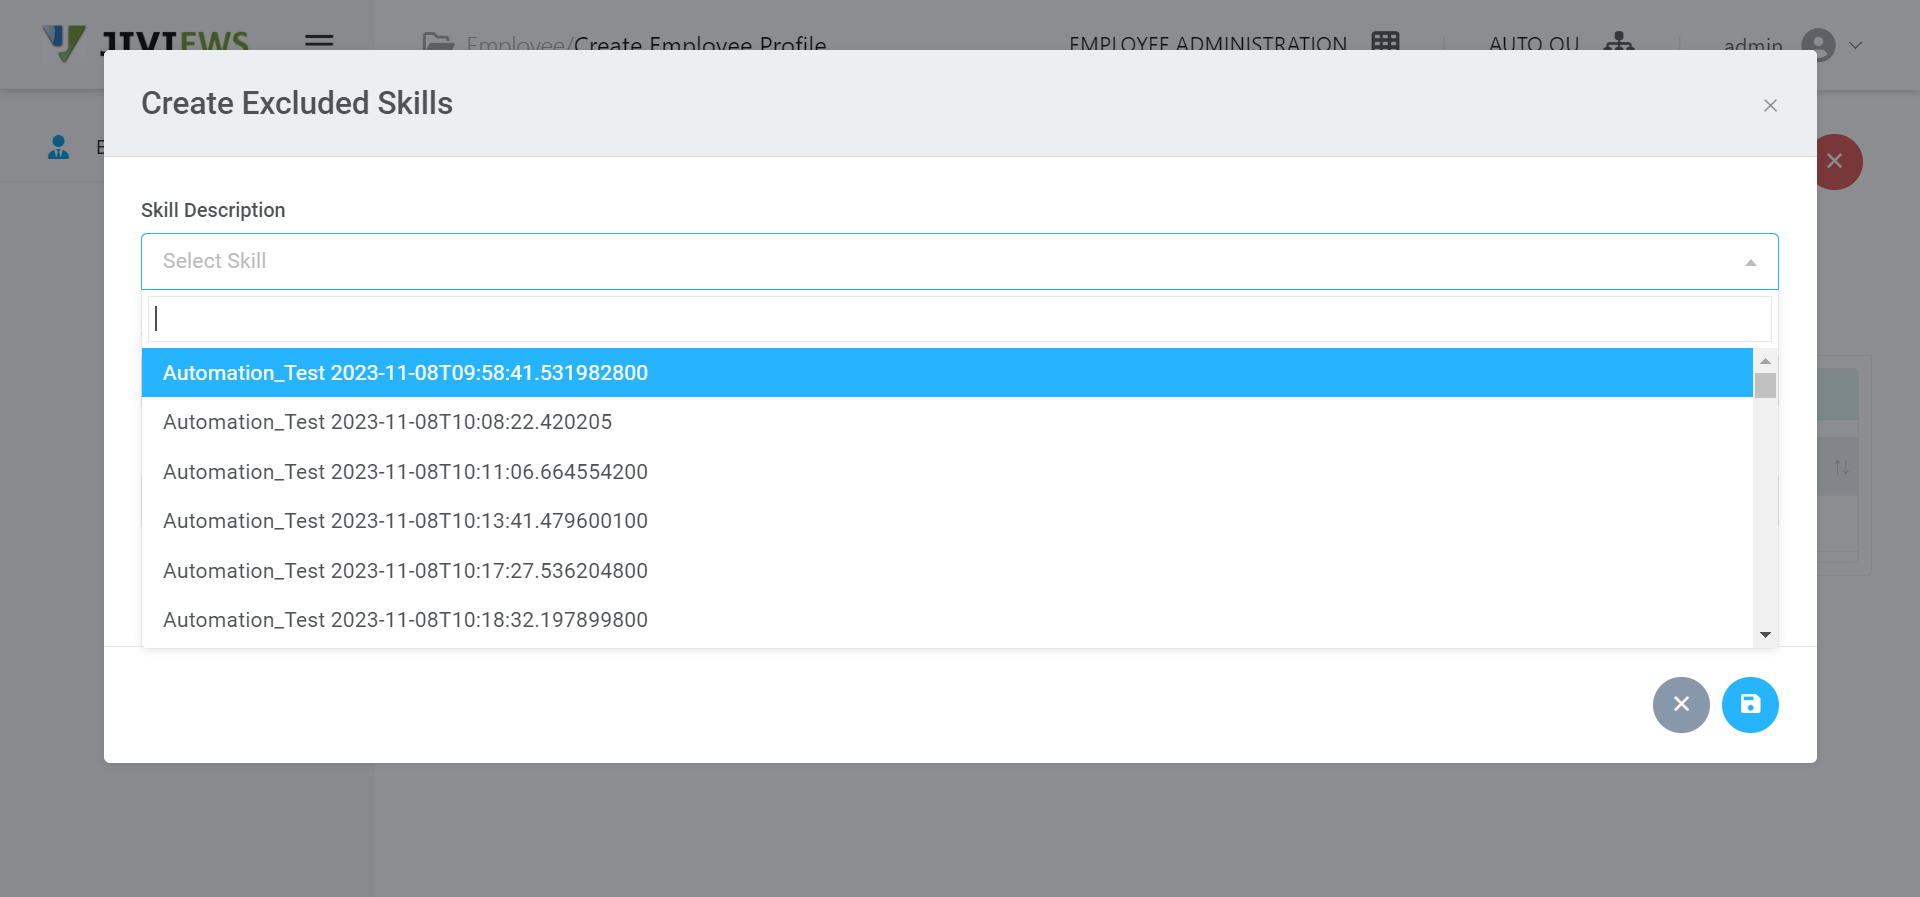 JIVIEWS
Employee/Create Employee Profile
EMPLOYEE ADMINISTRATION
AUTO OU
admin
Create Excluded Skills
Skill Description
Select Skill
Automation_Test 2023-11-08T09:58:41.531982800
Automation_Test 2023-11-08T10:08:22.420205
Automation_Test 2023-11-08T10:11:06.664554200
Automation_Test 2023-11-08T10:13:41.479600100
Automation_Test 2023-11-08T10:17:27.536204800
Automation_Test 2023-11-08T10:18:32.197899800